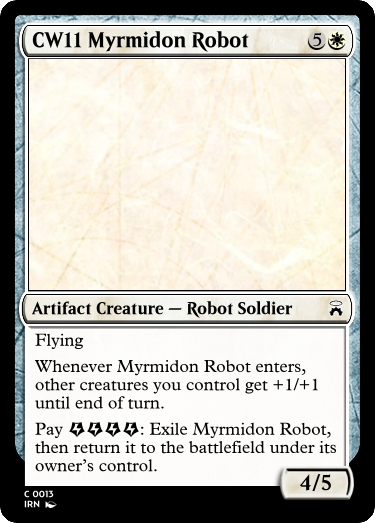 CW11 Myrmidon Robot 5
Artifact Creature — Robot Soldier
Flying
Whenever Myrmidon Robot enters,
other creatures you control get +1/+1
until end of turn.
Pay : Exile Myrmidon Robot,
then return it to the battlefield under its
owner's control.
4/5
C 0013
IRN